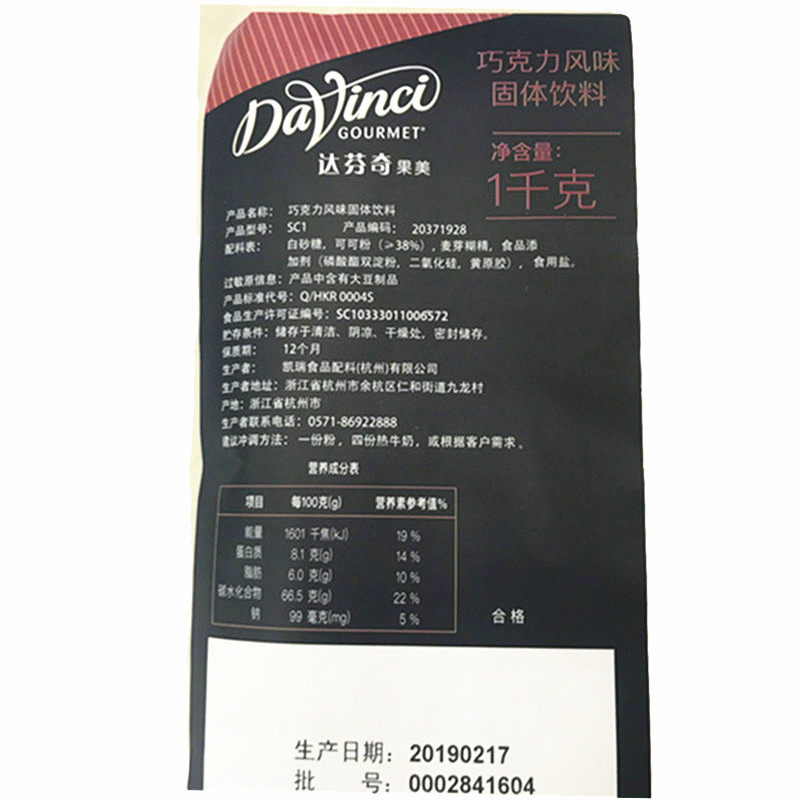 DaVinci
GOURMET®
达芬奇果美
巧克力风味
固体饮料
净含量：
1千克
产品名称： 巧克力风味固体饮料
产品型号： SC1 产品编码： 20371928
配料表： 白砂糖，可可粉（≥38%），麦芽糊精，食品添
加剂（磷酸酯双淀粉，二氧化硅，黄原胶），食用盐。
过敏原信息：产品中含有大豆制品
产品标准代号：Q/HKR 0004S
食品生产许可证编号：SC10333011006572
贮存条件：储存于清洁、阴凉、干燥处，密封储存。
保质期： 12个月
生产者： 凯瑞食品配料(杭州)有限公司
生产者地址：浙江省杭州市余杭区仁和街道九龙村
产地：浙江省杭州市
生产者联系电话：0571-86922888
建议冲调方法： 一份粉，四份热牛奶，或根据客户需求。
营养成分表
项目 每100克(g) 营养素参考值%
能量 1601 千焦(kJ) 19 %
蛋白质 8.1 克(g) 14 %
脂肪 6.0 克(g) 10 %
碳水化合物 66.5 克(g) 22 %
钠 99 毫克(mg) 5 %
合格
生产日期：20190217
批 号：0002841604